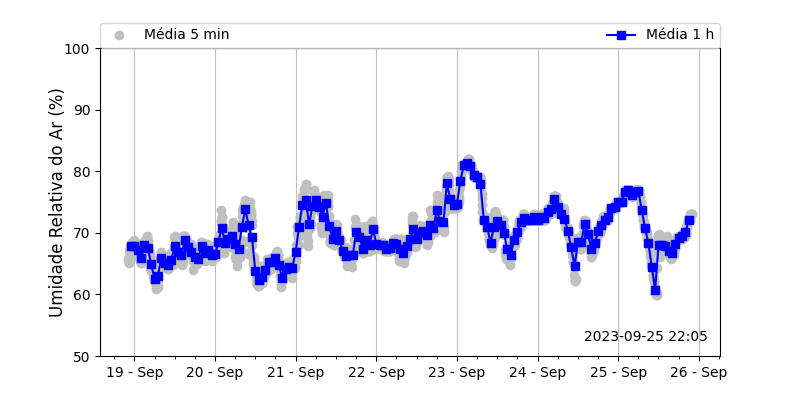 Média 5 min
Média 1 h
Umidade Relativa do Ar (%)
100
90
80
70
60
50
2023-09-25 22:05
19 - Sep
20 - Sep
21 - Sep
22 - Sep
23 - Sep
24 - Sep
25 - Sep
26 - Sep